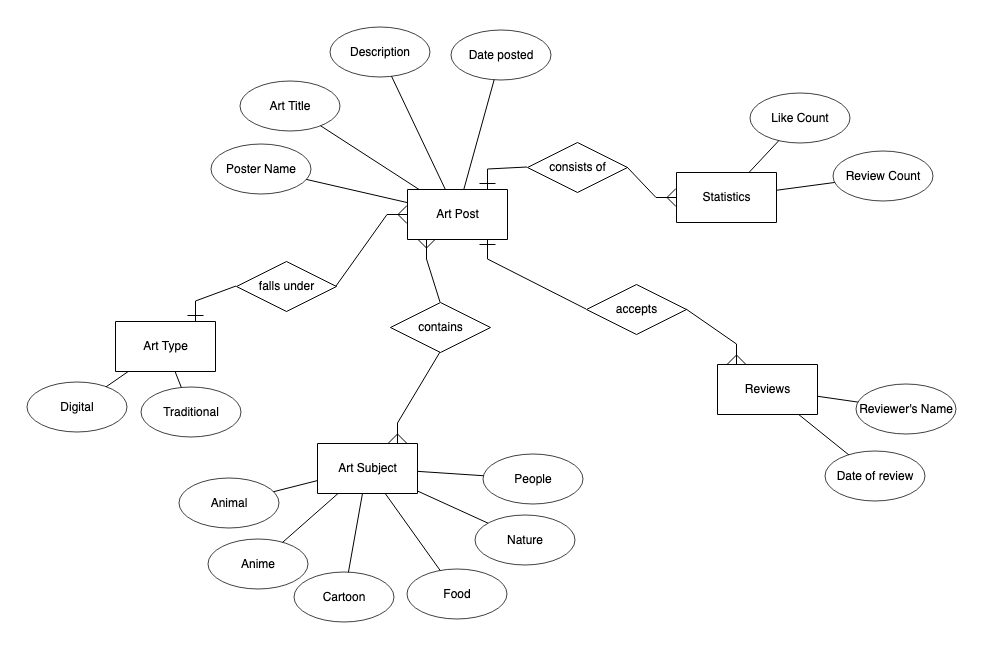 Description
Date posted
Art Title
Like Count
Poster Name
consists of
Review Count
Statistics
Art Post
falls under
accepts
contains
Art Type
Reviews
Digital
Traditional
Reviewer's Name
Art Subject
People
Date of review
Animal
Nature
Anime
Cartoon
Food